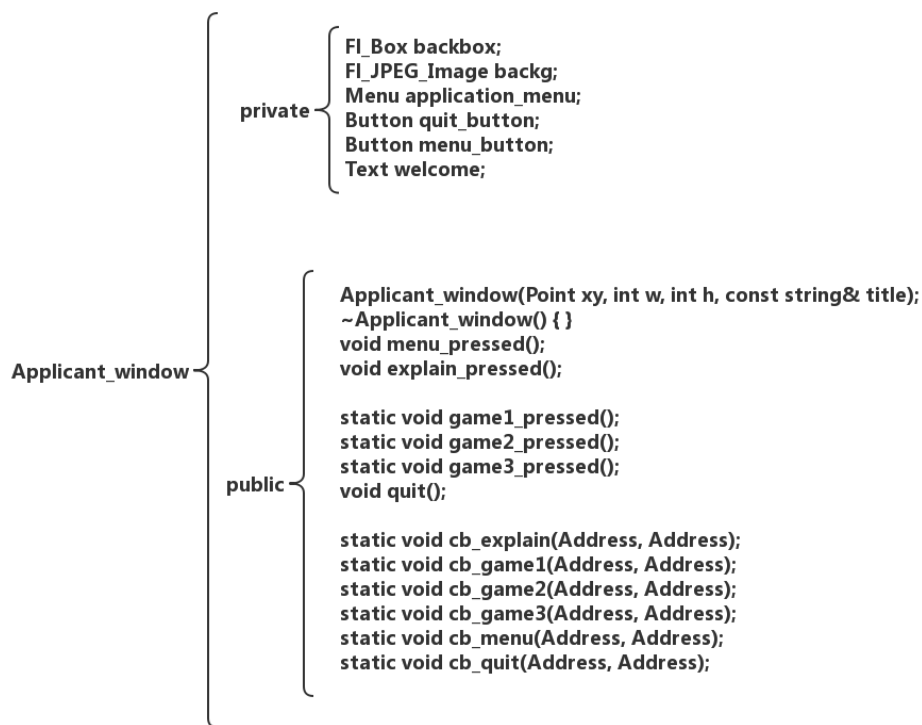 Applicant_window
private
Fl_Box backbox;
Fl_JPEG_Image backg;
Menu application_menu;
Button quit_button;
Button menu_button;
Text welcome;
public
Applicant_window(Point xy, int w, int h, const string& title);
~Applicant_window() { }
void menu_pressed();
void explain_pressed();
static void game1_pressed();
static void game2_pressed();
static void game3_pressed();
void quit();
static void cb_explain(Address, Address);
static void cb_game1(Address, Address);
static void cb_game2(Address, Address);
static void cb_game3(Address, Address);
static void cb_menu(Address, Address);
static void cb_quit(Address, Address);